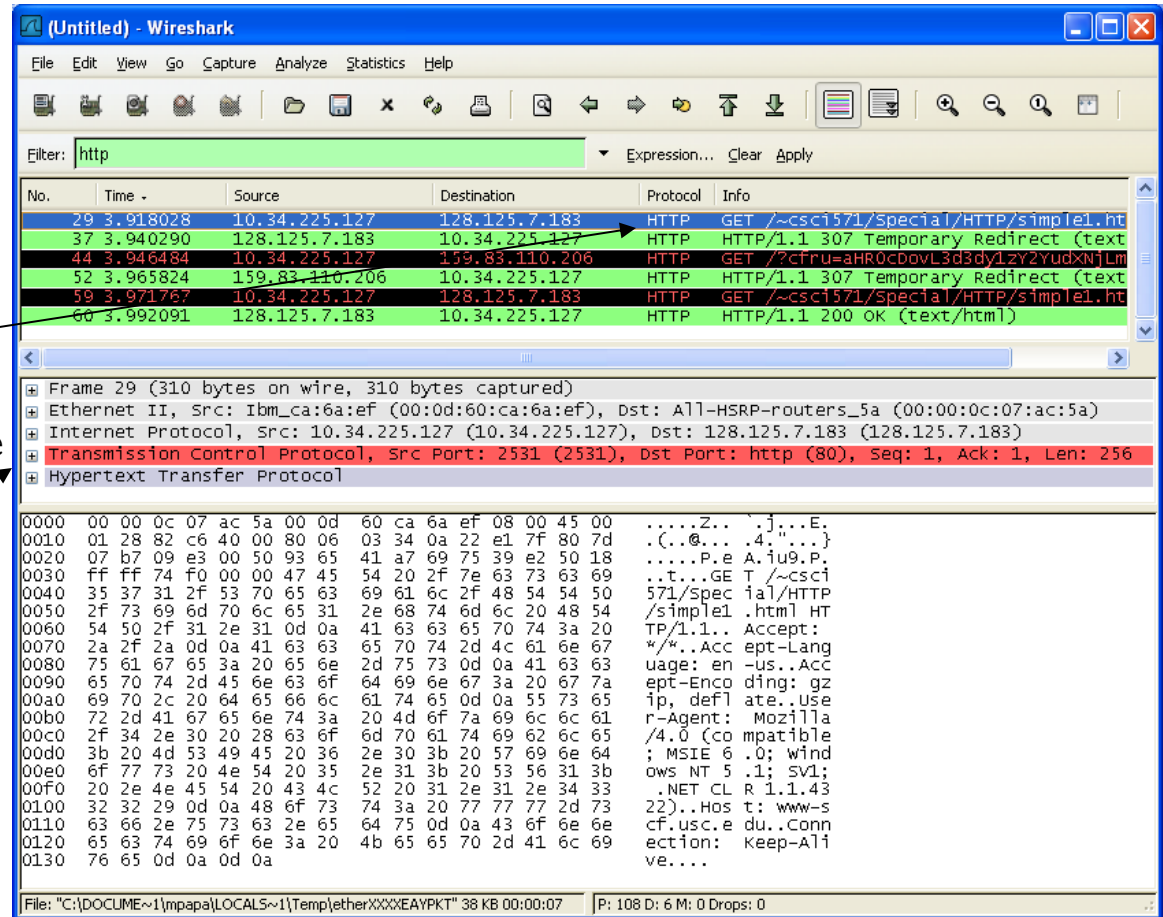 (Untitled) - Wireshark
File Edit View Go Capture Analyze Statistics Help
Filter: http Expression... Clear Apply
No. Time Source Destination Protocol Info
29 3.918028 10.34.225.127 128.125.7.183 HTTP GET /~csci571/Special/HTTP/simple1.ht
37 3.940290 128.125.7.183 10.34.225.127 HTTP HTTP/1.1 307 Temporary Redirect (text
44 3.946484 10.34.225.127 159.83.110.206 HTTP GET /?cfru=aHR0cDovL3d3dy1zY2YudXNjLm
52 3.965824 159.83.110.206 10.34.225.127 HTTP HTTP/1.1 307 Temporary Redirect (text
59 3.971767 10.34.225.127 128.125.7.183 HTTP GET /~csci571/Special/HTTP/simple1.ht
60 3.992091 128.125.7.183 10.34.225.127 HTTP HTTP/1.1 200 OK (text/html)
Frame 29 (310 bytes on wire, 310 bytes captured)
Ethernet II, Src: Ibm_ca:6a:ef (00:0d:60:ca:6a:ef), Dst: All-HSRP-routers_5a (00:00:0c:07:ac:5a)
Internet Protocol, Src: 10.34.225.127 (10.34.225.127), Dst: 128.125.7.183 (128.125.7.183)
e
Transmission Control Protocol, Src Port: 2531 (2531), Dst Port: http (80), Seq: 1, Ack: 1, Len: 256
Hypertext Transfer Protocol
0000 00 00 0c 07 ac 5a 00 0d 60 ca 6a ef 08 00 45 00 .....Z.. `.j...E.
0010 01 28 82 c6 40 00 80 06 03 34 0a 22 e1 7f 80 7d .(..@... .4."...}
0020 07 b7 09 e3 00 50 93 65 41 a7 69 75 39 e2 50 18 .....P.e A.iu9.P.
0030 ff ff 74 f0 00 00 47 45 54 20 2f 7e 63 73 63 69 ..t...GE T /~csci
0040 35 37 31 2f 53 70 65 63 69 61 6c 2f 48 54 54 50 571/Spec ial/HTTP
0050 2f 73 69 6d 70 6c 65 31 2e 68 74 6d 6c 20 48 54 /simple1 .html HT
0060 54 50 2f 31 2e 31 0d 0a 41 63 63 65 70 74 3a 20 TP/1.1.. Accept:
0070 2a 2f 2a 0d 0a 41 63 63 65 70 74 2d 4c 61 6e 67 */*..Acc ept-Lang
0080 75 61 67 65 3a 20 65 6e 2d 75 73 0d 0a 41 63 63 uage: en -us..Acc
0090 65 70 74 2d 45 6e 63 6f 64 69 6e 67 3a 20 67 7a ept-Enco ding: gz
00a0 69 70 2c 20 64 65 66 6c 61 74 65 0d 0a 55 73 65 ip, defl ate..Use
00b0 72 2d 41 67 65 6e 74 3a 20 4d 6f 7a 69 6c 6c 61 r-Agent: Mozilla
00c0 2f 34 2e 30 20 28 63 6f 6d 70 61 74 69 62 6c 65 /4.0 (co mpatible
00d0 3b 20 4d 53 49 45 20 36 2e 30 3b 20 57 69 6e 64 ; MSIE 6 .0; Wind
00e0 6f 77 73 20 4e 54 20 35 2e 31 3b 20 53 56 31 3b ows NT 5 .1; SV1;
00f0 20 2e 4e 45 54 20 43 4c 52 20 31 2e 31 2e 34 33 .NET CL R 1.1.43
0100 32 32 29 0d 0a 48 6f 73 74 3a 20 77 77 77 2d 73 22)..Hos t: www-s
0110 63 66 2e 75 73 63 2e 65 64 75 0d 0a 43 6f 6e 6e cf.usc.e du..Conn
0120 65 63 74 69 6f 6e 3a 20 4b 65 65 70 2d 41 6c 69 ection: Keep-Ali
0130 76 65 0d 0a 0d 0a ve....
File: "C:\DOCUME~1\mpapa\LOCALS~1\Temp\etherXXXXEAYPKT" 38 KB 00:00:07 P: 108 D: 6 M: 0 Drops: 0